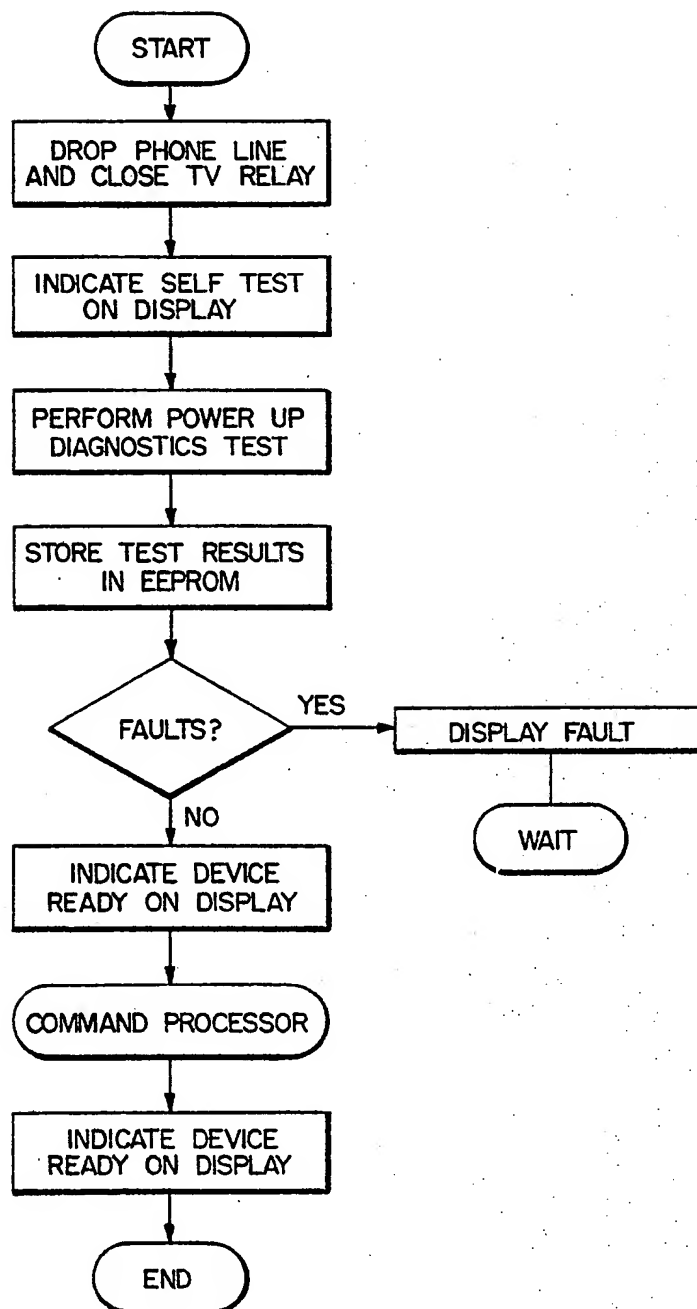 START
DROP PHONE LINE
AND CLOSE TV RELAY
INDICATE SELF TEST
ON DISPLAY
PERFORM POWER UP
DIAGNOSTICS TEST
STORE TEST RESULTS
IN EEPROM
FAULTS?
YES
DISPLAY FAULT
WAIT
NO
INDICATE DEVICE
READY ON DISPLAY
COMMAND PROCESSOR
INDICATE DEVICE
READY ON DISPLAY
END